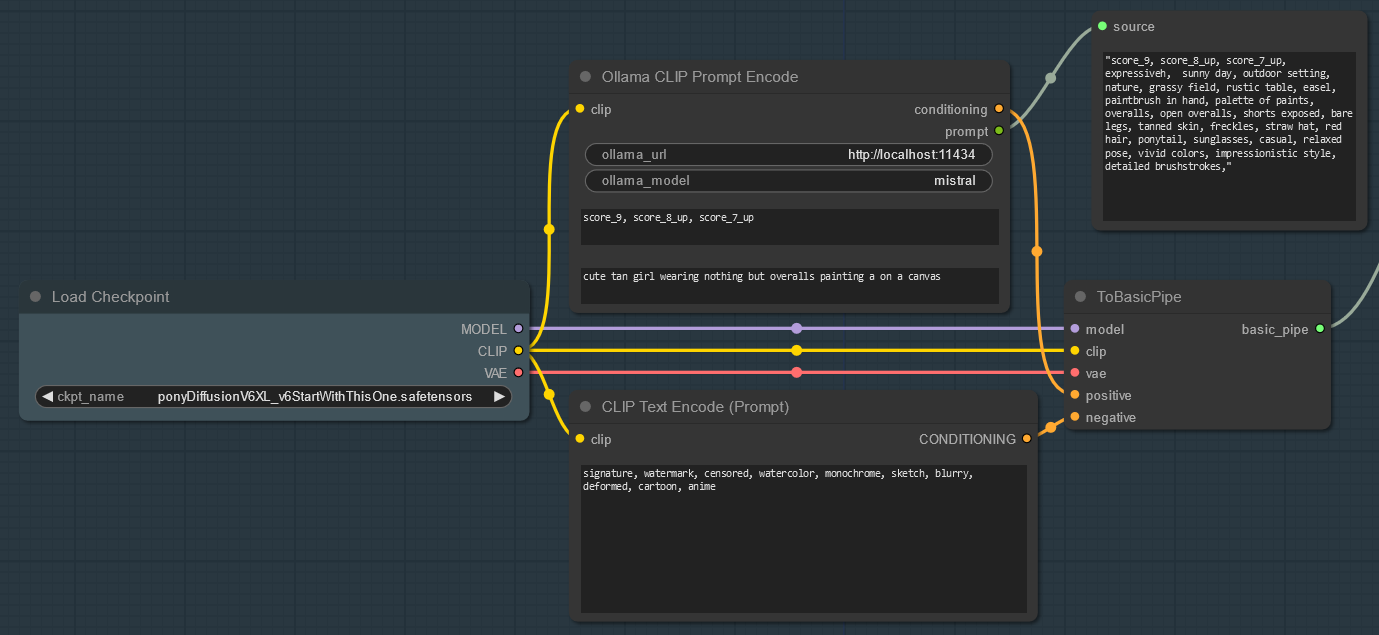 source
"score_9, score_8_up, score_7_up,
expressiveh,  sunny day, outdoor setting,
nature, grassy field, rustic table, easel,
paintbrush in hand, palette of paints,
overalls, open overalls, shorts exposed, bare
legs, tanned skin, freckles, straw hat, red
hair, ponytail, sunglasses, casual, relaxed
pose, vivid colors, impressionistic style,
detailed brushstrokes,"
Ollama CLIP Prompt Encode
clip
conditioning
prompt
ollama_url http://localhost:11434
ollama_model mistral
score_9, score_8_up, score_7_up
cute tan girl wearing nothing but overalls painting a on a canvas
Load Checkpoint
MODEL
CLIP
VAE
ckpt_name ponyDiffusionV6XL_v6StartWithThisOne.safetensors
ToBasicPipe
model basic_pipe
clip
vae
positive
negative
CLIP Text Encode (Prompt)
clip CONDITIONING
signature, watermark, censored, watercolor, monochrome, sketch, blurry,
deformed, cartoon, anime